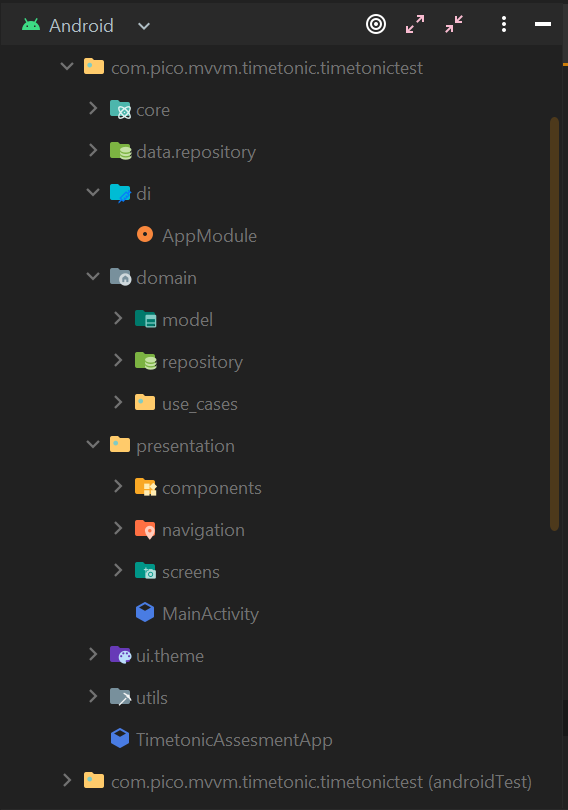 Android
com.pico.mvvm.timetonic.timetonictest
core
data.repository
di
AppModule
domain
model
repository
use_cases
presentation
components
navigation
screens
MainActivity
ui.theme
utils
TimetonicAssesmentApp
com.pico.mvvm.timetonic.timetonictest (androidTest)